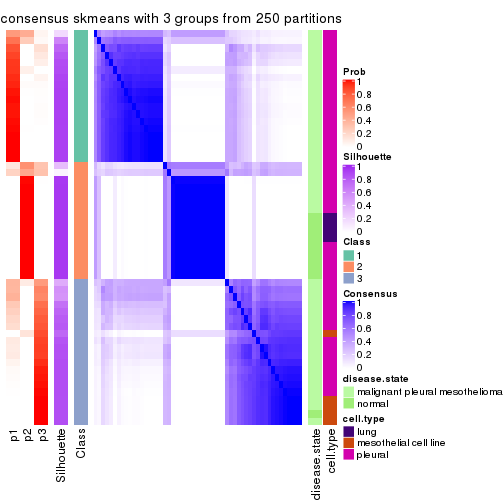 consensus skmeans with 3 groups from 250 partitions
Prob
1
0.8
0.6
0.4
0.2
0
Silhouette
1
0.8
0.6
0.4
0.2
0
Class
1
2
3
Consensus
1
0.8
0.6
0.4
0.2
0
disease.state
malignant pleural mesothelioma
normal
cell.type
lung
mesothelial cell line
pleural
p1
p2
p3
Silhouette
Class
disease.state
cell.type